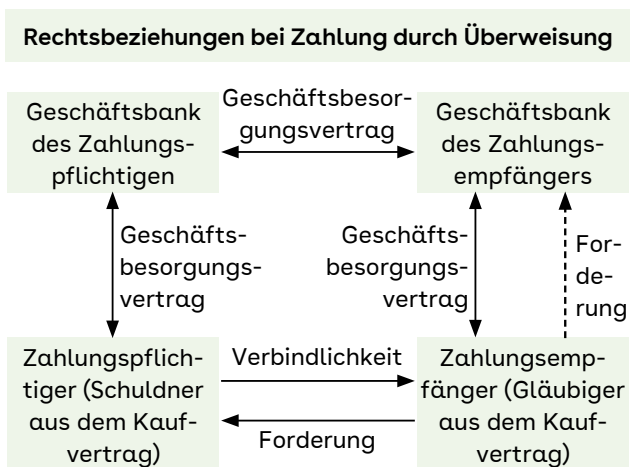 Rechtsbeziehungen bei Zahlung durch Überweisung
Geschäftsbank
des Zahlungs-
pflichtigen
Geschäftsbesor-
gungsvertrag
Geschäftsbank
des Zahlungs-
empfängers
Geschäfts-
besorgungs-
vertrag
Geschäfts-
besorgungs-
vertrag
For-
de-
rung
Zahlungspflich-
tiger (Schuldner
aus dem Kauf-
vertrag)
Verbindlichkeit
Forderung
Zahlungsemp-
fänger (Gläubiger
aus dem Kauf-
vertrag)